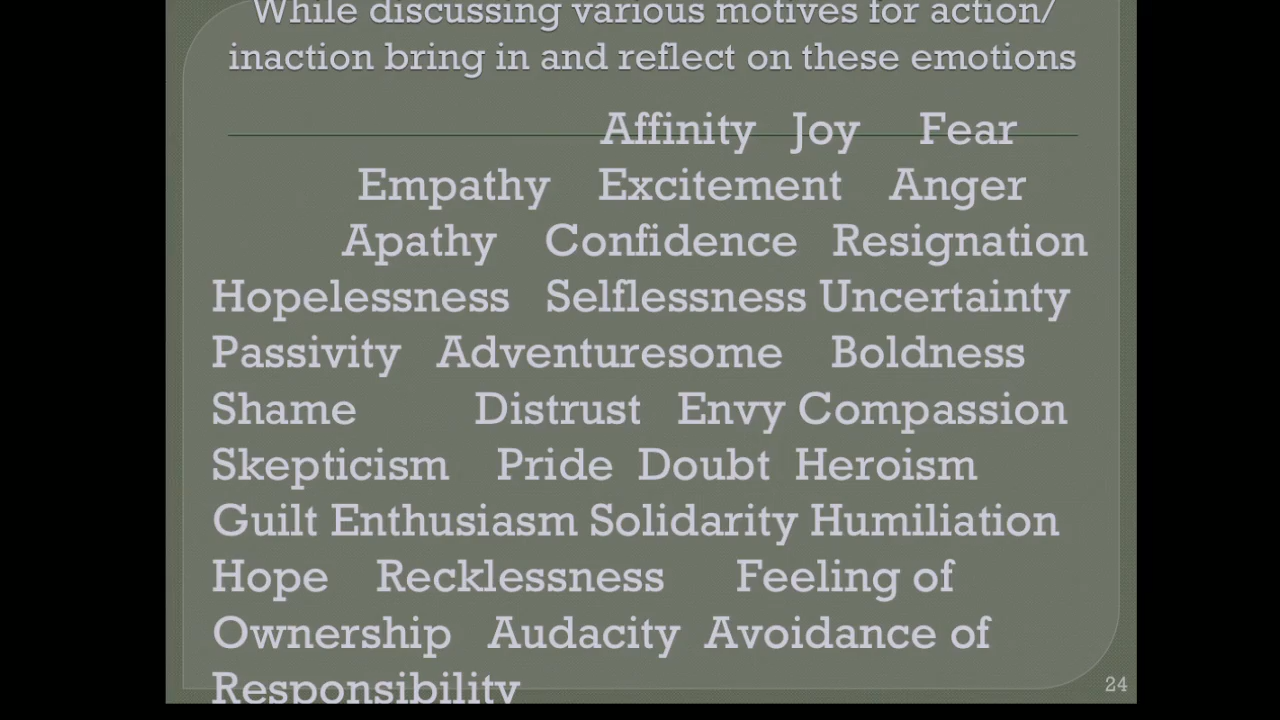 While discussing various motives for action/
inaction bring in and reflect on these emotions
Affinity Joy Fear
Empathy Excitement Anger
Apathy Confidence Resignation
Hopelessness Selflessness Uncertainty
Passivity Adventuresome Boldness
Shame Distrust Envy Compassion
Skepticism Pride Doubt Heroism
Guilt Enthusiasm Solidarity Humiliation
Hope Recklessness Feeling of
Ownership Audacity Avoidance of
Responsibility
24